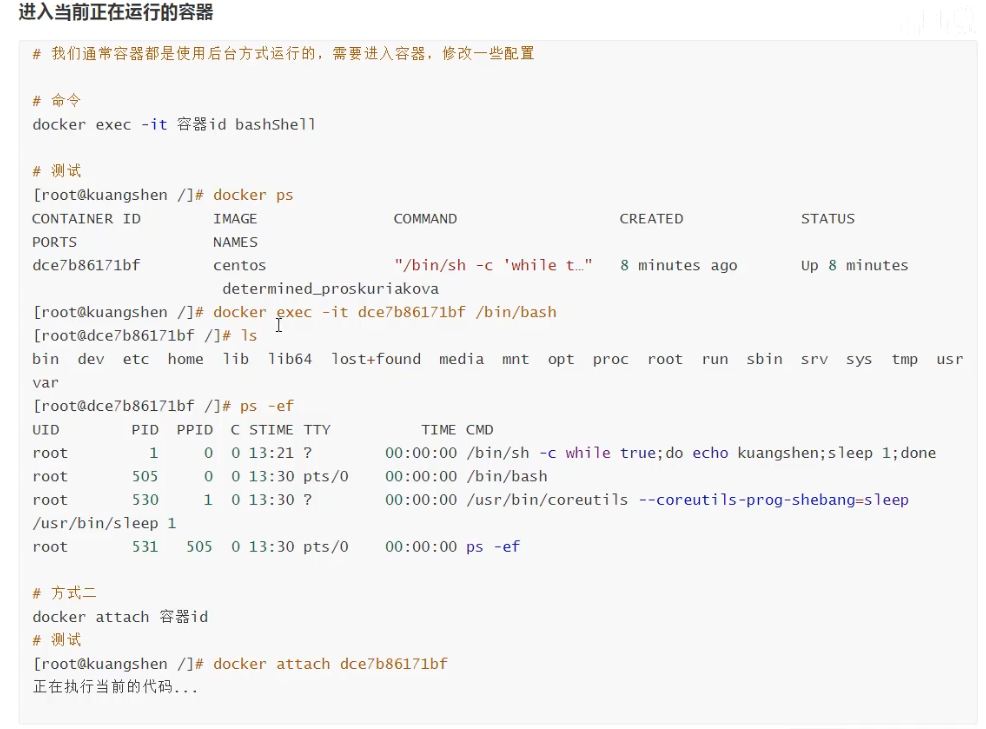 进入当前正在运行的容器
# 我们通常容器都是使用后台方式运行的，需要进入容器，修改一些配置
# 命令
docker exec -it 容器id bashShell
# 测试
[root@kuangshen /]# docker ps
CONTAINER ID        IMAGE               COMMAND                  CREATED             STATUS
PORTS               NAMES
dce7b86171bf        centos              "/bin/sh -c 'while t…"   8 minutes ago       Up 8 minutes
determined_proskuriakova
[root@kuangshen /]# docker exec -it dce7b86171bf /bin/bash
[root@dce7b86171bf /]# ls
bin  dev  etc  home  lib  lib64  lost+found  media  mnt  opt  proc  root  run  sbin  srv  sys  tmp  usr
var
[root@dce7b86171bf /]# ps -ef
UID        PID  PPID  C STIME TTY          TIME CMD
root         1     0  0 13:21 ?        00:00:00 /bin/sh -c while true;do echo kuangshen;sleep 1;done
root       505     0  0 13:30 pts/0    00:00:00 /bin/bash
root       530     1  0 13:30 ?        00:00:00 /usr/bin/coreutils --coreutils-prog-shebang=sleep
/usr/bin/sleep 1
root       531   505  0 13:30 pts/0    00:00:00 ps -ef
# 方式二
docker attach 容器id
# 测试
[root@kuangshen /]# docker attach dce7b86171bf
正在执行当前的代码...